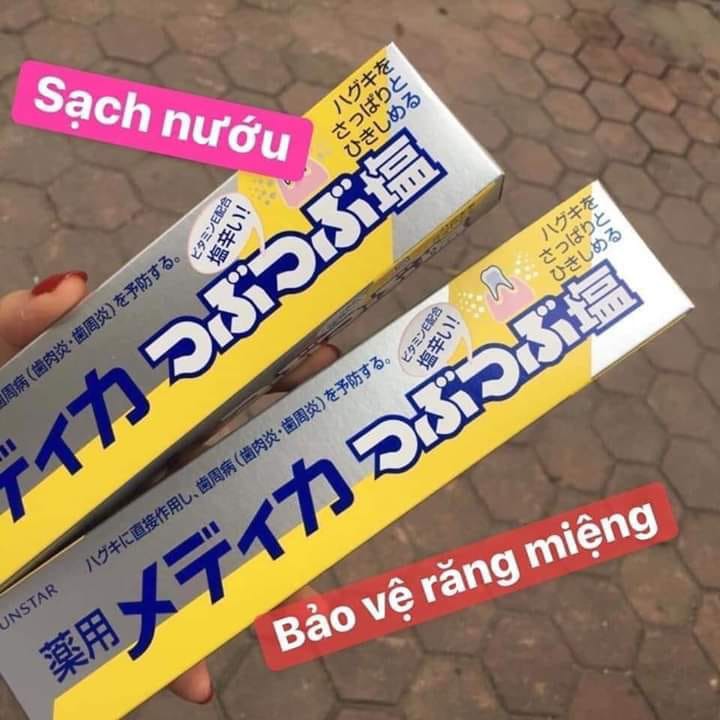 Sạch nướu
ハグキを
さっぱりと
ひきしめる
ビタミンE配合
塩辛い!
つぶつぶ塩
周病(歯肉炎・歯周炎)を予防する。
ディカ
ハグキを
さっぱりと
ひきしめる
ビタミンE配合
塩辛い!
つぶつぶ塩
ハグキに直接作用し、歯周病(歯肉炎・歯周炎)を予防する。
UNSTAR
薬用
メディカ
Bảo vệ răng miệng